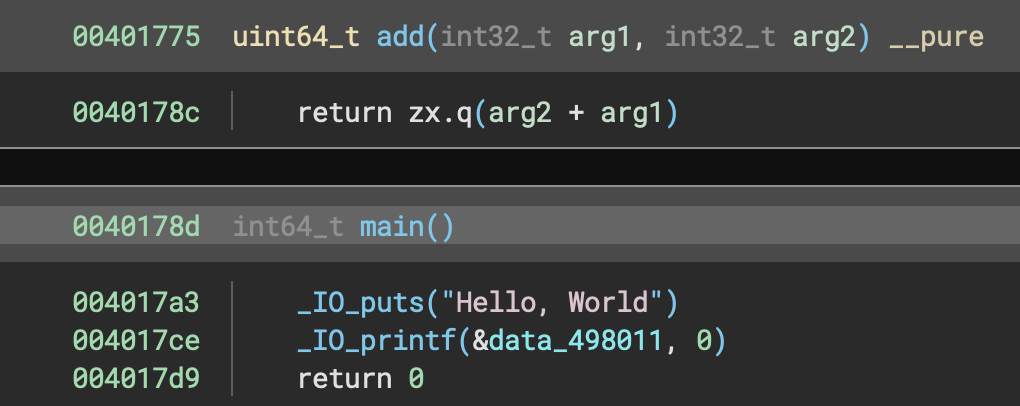 00401775 uint64_t add(int32_t arg1, int32_t arg2) __pure
0040178c return zx.q(arg2 + arg1)
0040178d int64_t main()
004017a3 _IO_puts("Hello, World")
004017ce _IO_printf(&data_498011, 0)
004017d9 return 0